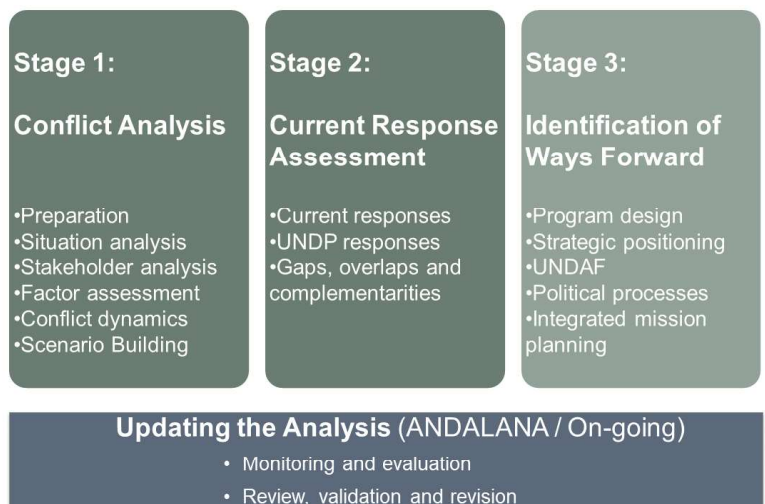 Stage 1:
Conflict Analysis
•Preparation
•Situation analysis
•Stakeholder analysis
•Factor assessment
•Conflict dynamics
•Scenario Building
Stage 2:
Current Response
Assessment
•Current responses
•UNDP responses
•Gaps, overlaps and
complementarities
Stage 3:
Identification of
Ways Forward
•Program design
•Strategic positioning
•UNDAF
•Political processes
•Integrated mission
planning
Updating the Analysis (ANDALANA / On-going)
• Monitoring and evaluation
• Review, validation and revision